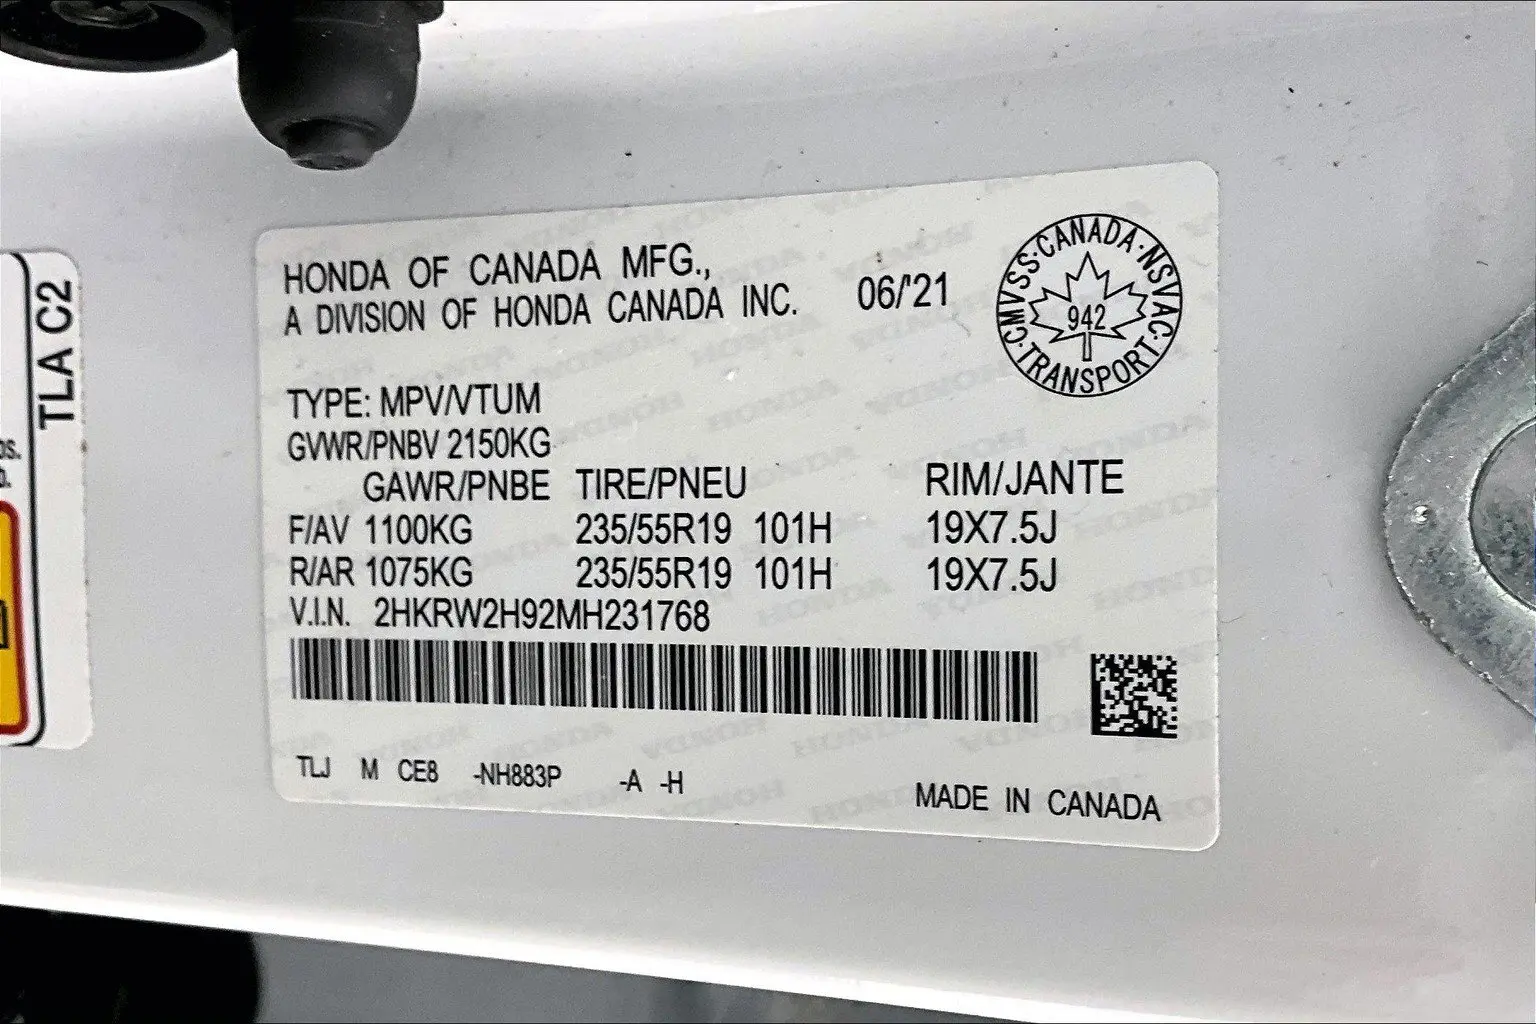 HONDA OF CANADA MFG.,
A DIVISION OF HONDA CANADA INC.
06/'21
CMVSS·CANADA·NSVAC·TRANSPORT·
942
TYPE: MPV/VTUM
GVWR/PNBV 2150KG
GAWR/PNBE TIRE/PNEU RIM/JANTE
F/AV 1100KG 235/55R19 101H 19X7.5J
R/AR 1075KG 235/55R19 101H 19X7.5J
V.I.N. 2HKRW2H92MH231768
TLJ M CE8 -NH883P -A -H
MADE IN CANADA
TLA C2